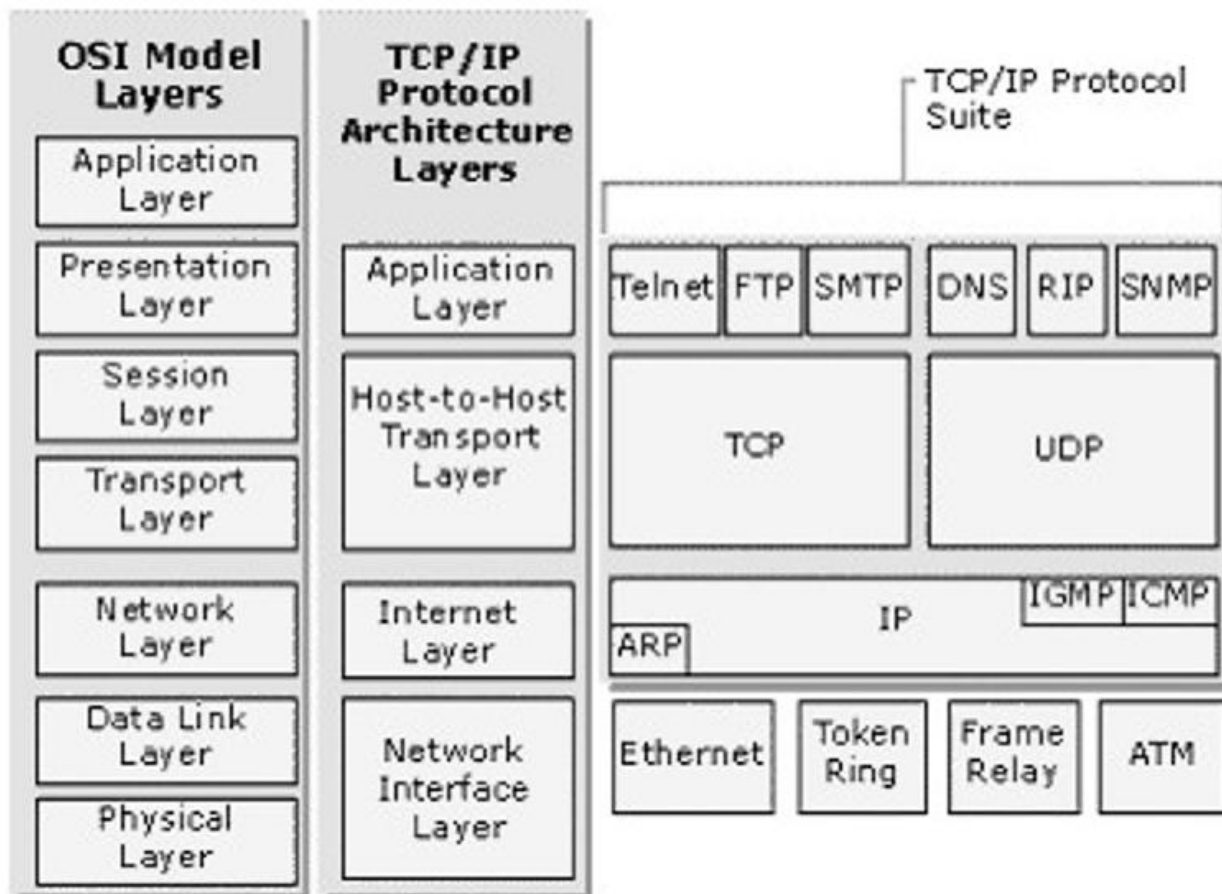 OSI Model
Layers
Application
Layer
Presentation
Layer
Session
Layer
Transport
Layer
Network
Layer
Data Link
Layer
Physical
Layer
TCP/IP
Protocol
Architecture
Layers
Application
Layer
Host-to-Host
Transport
Layer
Internet
Layer
Network
Interface
Layer
TCP/IP Protocol
Suite
Telnet
FTP
SMTP
DNS
RIP
SNMP
TCP
UDP
IP
IGMP
ICMP
ARP
Ethernet
Token
Ring
Frame
Relay
ATM